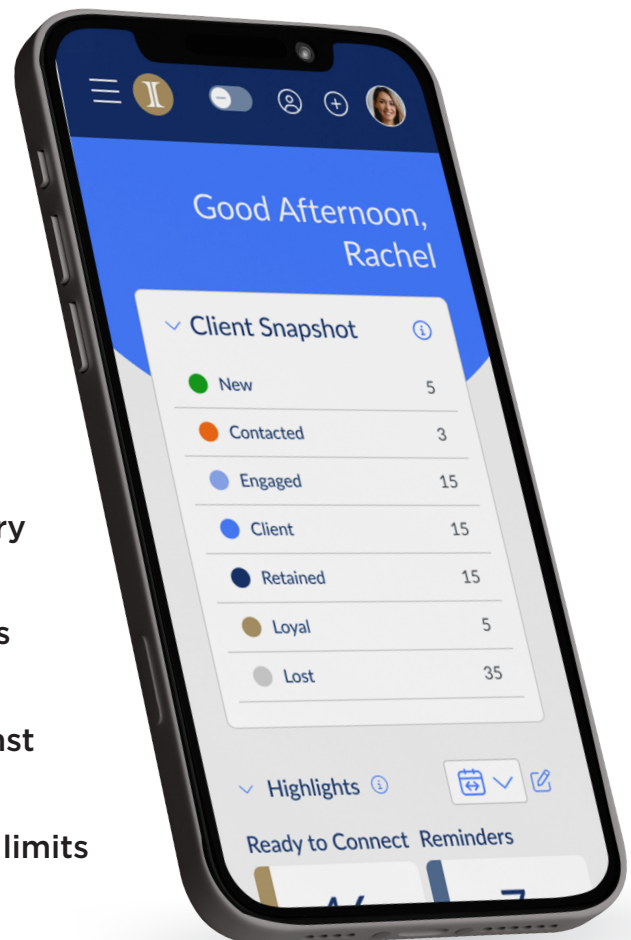 Good Afternoon,
Rachel
Client Snapshot
New 5
Contacted 3
Engaged 15
Client 15
Retained 15
Loyal 5
Lost 35
ry
s
nst
limits
Highlights
Ready to Connect Reminders